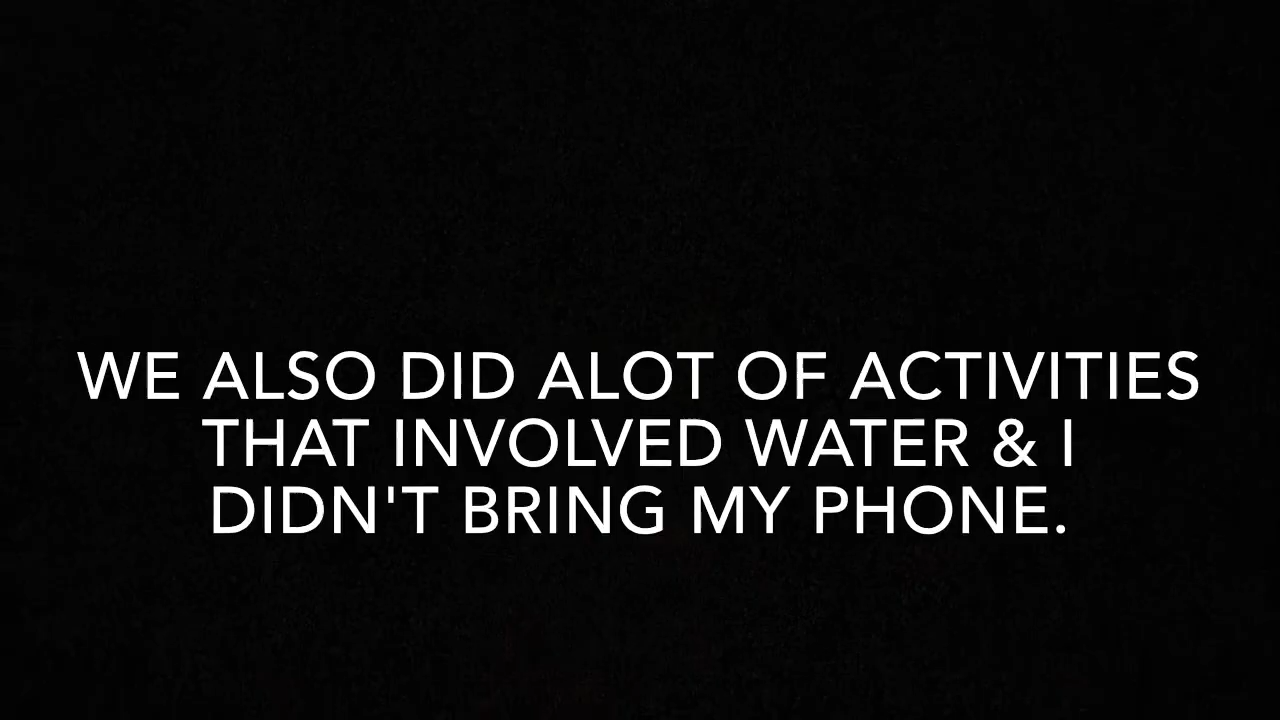 WE ALSO DID ALOT OF ACTIVITIES
THAT INVOLVED WATER & I
DIDN'T BRING MY PHONE.